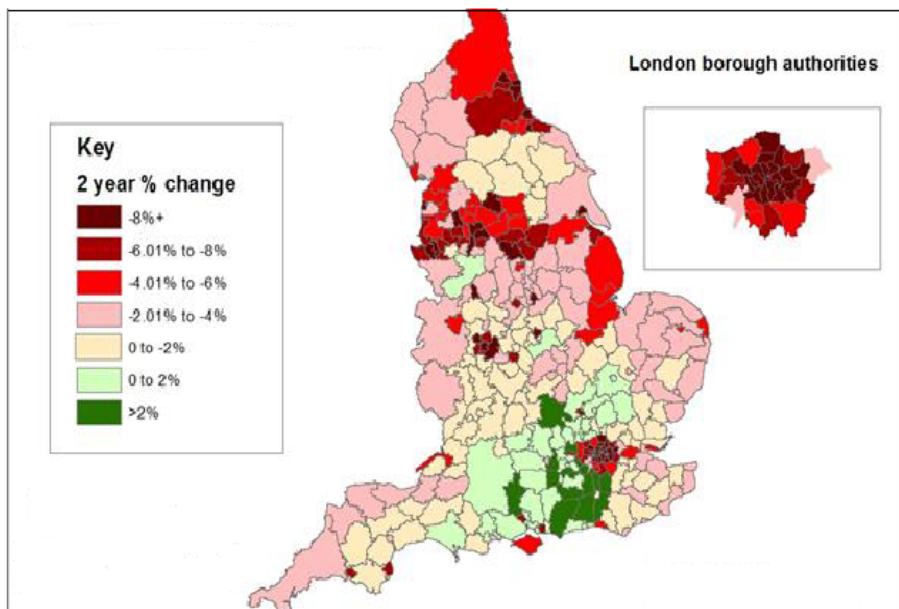 London borough authorities
Key
2 year % change
-8%+
-6.01% to -8%
-4.01% to -6%
-2.01% to -4%
0 to -2%
0 to 2%
>2%